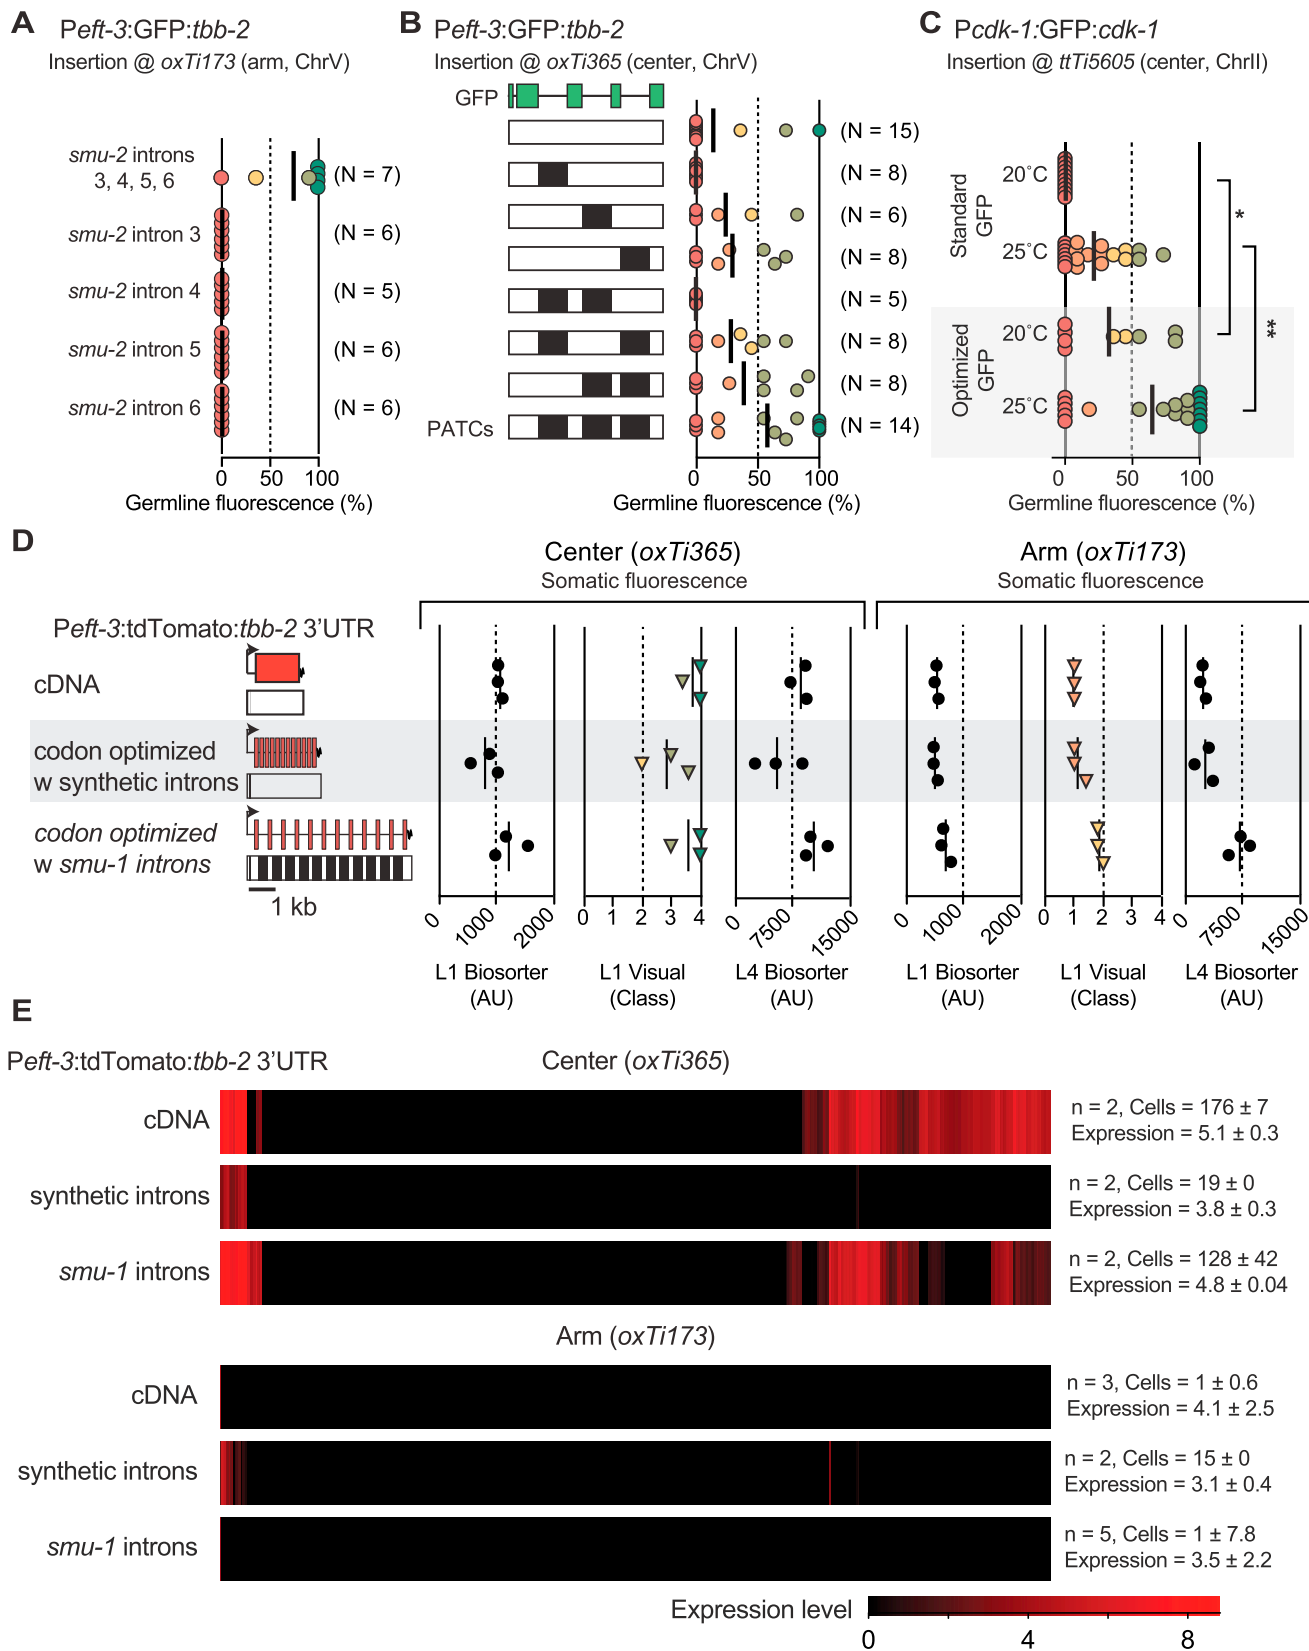 A
Peft-3:GFP:tbb-2
Insertion @ oxTi173 (arm, ChrV)
smu-2 introns
3, 4, 5, 6
(N = 7)
smu-2 intron 3
(N = 6)
smu-2 intron 4
(N = 5)
smu-2 intron 5
(N = 6)
smu-2 intron 6
(N = 6)
0 50 100
Germline fluorescence (%)
B
Peft-3:GFP:tbb-2
Insertion @ oxTi365 (center, ChrV)
GFP
(N = 15)
(N = 8)
(N = 6)
(N = 8)
(N = 5)
(N = 8)
(N = 8)
PATCs
(N = 14)
0 50 100
Germline fluorescence (%)
C
Pcdk-1:GFP:cdk-1
Insertion @ ttTi5605 (center, ChrII)
Standard
GFP
20˚C
25˚C
*
Optimized
GFP
20˚C
25˚C
**
0 50 100
Germline fluorescence (%)
D
Center (oxTi365)
Somatic fluorescence
Arm (oxTi173)
Somatic fluorescence
Peft-3:tdTomato:tbb-2 3’UTR
cDNA
codon optimized
w synthetic introns
codon optimized
w smu-1 introns
1 kb
0 1000 2000
L1 Biosorter
(AU)
0 1 2 3 4
L1 Visual
(Class)
0 7500 15000
L4 Biosorter
(AU)
0 1000 2000
L1 Biosorter
(AU)
0 1 2 3 4
L1 Visual
(Class)
0 7500 15000
L4 Biosorter
(AU)
E
Peft-3:tdTomato:tbb-2 3’UTR
Center (oxTi365)
cDNA
n = 2, Cells = 176 ± 7
Expression = 5.1 ± 0.3
synthetic introns
n = 2, Cells = 19 ± 0
Expression = 3.8 ± 0.3
smu-1 introns
n = 2, Cells = 128 ± 42
Expression = 4.8 ± 0.04
Arm (oxTi173)
cDNA
n = 3, Cells = 1 ± 0.6
Expression = 4.1 ± 2.5
synthetic introns
n = 2, Cells = 15 ± 0
Expression = 3.1 ± 0.4
smu-1 introns
n = 5, Cells = 1 ± 7.8
Expression = 3.5 ± 2.2
Expression level
0 4 8